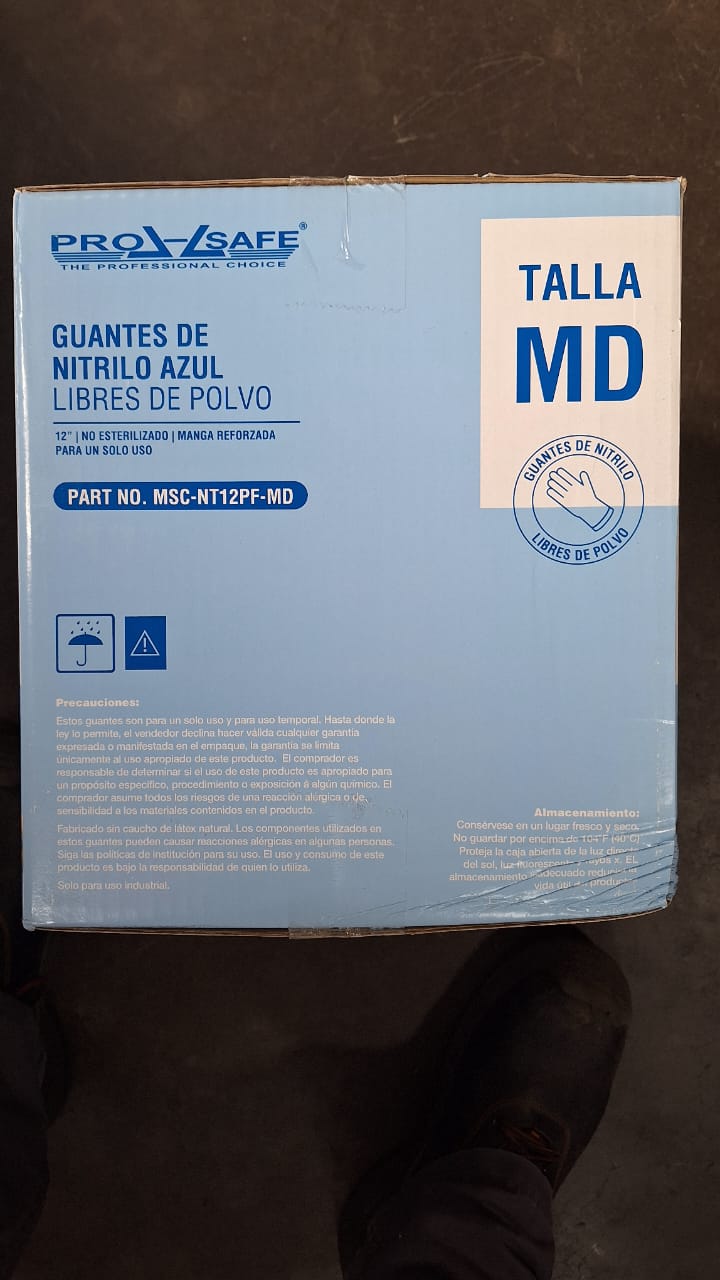 PRO SAFE®
THE PROFESSIONAL CHOICE
TALLA
MD
GUANTES DE
NITRILO AZUL
LIBRES DE POLVO
12" | NO ESTERILIZADO | MANGA REFORZADA
PARA UN SOLO USO
PART NO. MSC-NT12PF-MD
GUANTES DE NITRILO
LIBRES DE POLVO
Precauciones:
Estos guantes son para un solo uso y para uso temporal. Hasta donde la
ley lo permite, el vendedor declina hacer válida cualquier garantía
expresada o manifestada en el empaque, la garantía se limita
únicamente al uso apropiado de este producto. El comprador es
responsable de determinar si el uso de este producto es apropiado para
un propósito específico, procedimiento o exposición á algún químico. El
comprador asume todos los riesgos de una reacción alérgica o de
sensibilidad a los materiales contenidos en el producto.
Fabricado sin caucho de látex natural. Los componentes utilizados en
estos guantes pueden causar reacciones alérgicas en algunas personas.
Siga las políticas de institución para su uso. El uso y consumo de este
producto es bajo la responsabilidad de quien lo utiliza.
Solo para uso industrial.
Almacenamiento:
Consérvese en un lugar fresco y seco.
No guardar por encima de 104°F (40°C)
Proteja la caja abierta de la luz directa
del sol, luz fluorescente rayos x. EL
almacenamiento inadecuado reduce la
vida útil producto